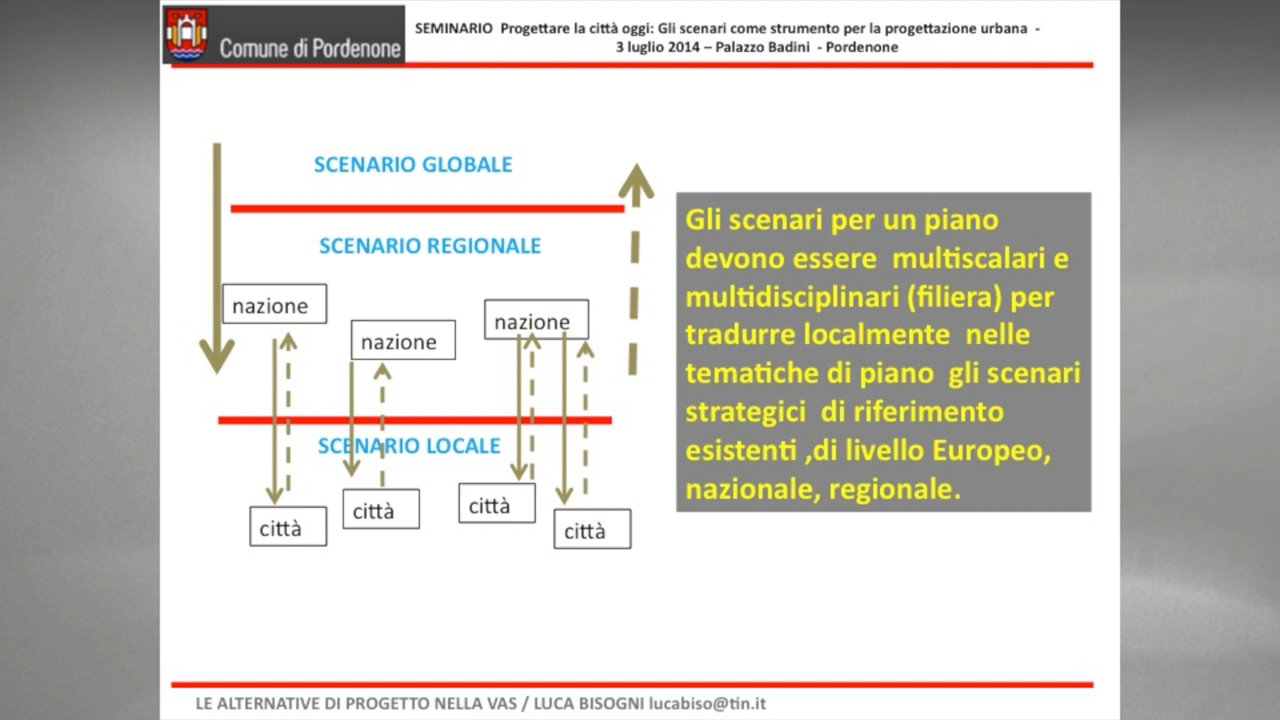 Comune di Pordenone
SEMINARIO Progettare la città oggi: Gli scenari come strumento per la progettazione urbana -
3 luglio 2014 – Palazzo Badini - Pordenone
SCENARIO GLOBALE
SCENARIO REGIONALE
nazione
nazione
nazione
SCENARIO LOCALE
città
città
città
città
Gli scenari per un piano
devono essere multiscalari e
multidisciplinari (filiera) per
tradurre localmente nelle
tematiche di piano gli scenari
strategici di riferimento
esistenti ,di livello Europeo,
nazionale, regionale.
LE ALTERNATIVE DI PROGETTO NELLA VAS / LUCA BISOGNI lucabiso@tin.it